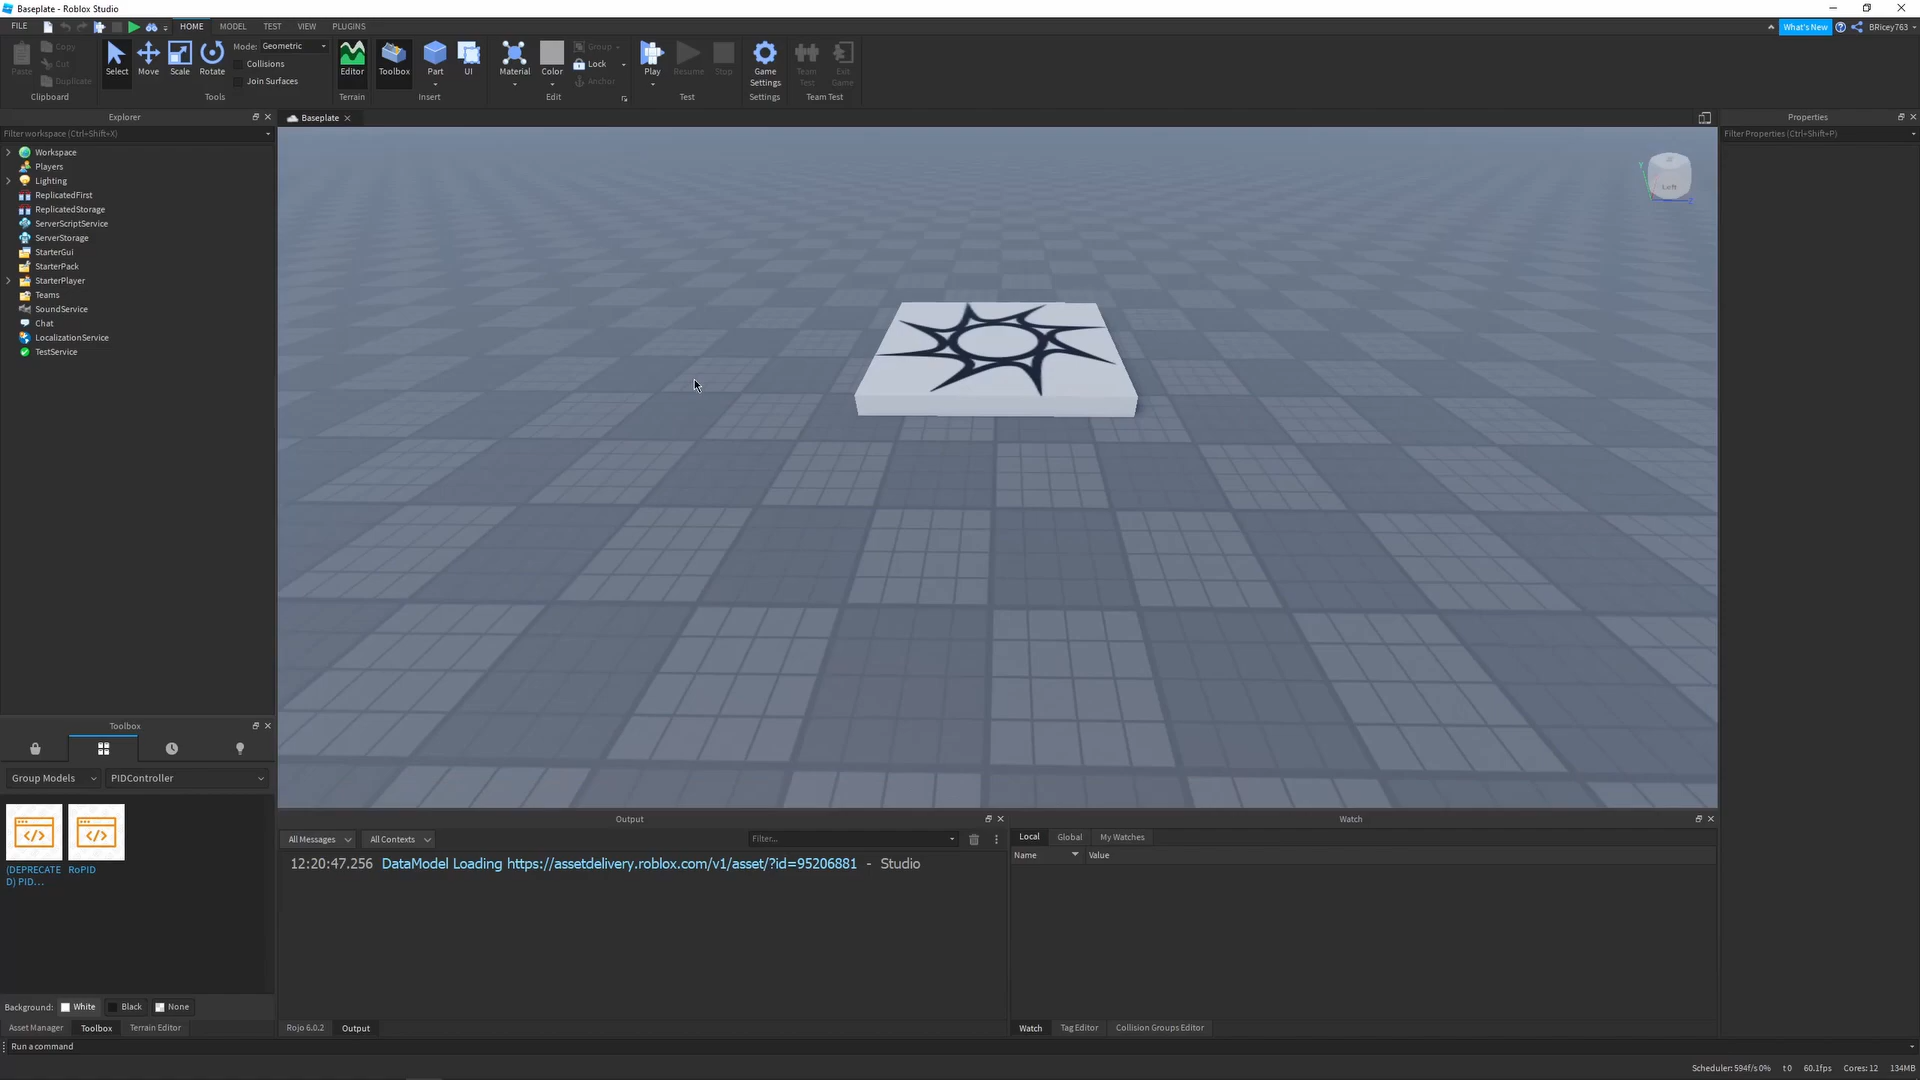 Baseplate - Roblox Studio
FILE HOME MODEL TEST VIEW PLUGINS What's New BRicey763
Paste Copy Cut Duplicate Clipboard
Select Move Scale Rotate Mode: Geometric Collisions Join Surfaces Tools
Editor Terrain
Toolbox Part UI Insert
Material Color Group Lock Anchor Edit
Play Resume Stop Test
Game Settings Settings
Team Test Exit Game Team Test
Explorer
Filter workspace (Ctrl+Shift+X)
Workspace
Players
Lighting
ReplicatedFirst
ReplicatedStorage
ServerScriptService
ServerStorage
StarterGui
StarterPack
StarterPlayer
Teams
SoundService
Chat
LocalizationService
TestService
Baseplate
Y
Left
Z
Properties
Filter Properties (Ctrl+Shift+P)
Toolbox
Group Models PIDController
(DEPRECATE
D) PID...
RoPID
Background: White Black None
Asset Manager Toolbox Terrain Editor
Output
All Messages All Contexts Filter...
12:20:47.256 DataModel Loading https://assetdelivery.roblox.com/v1/asset/?id=95206881 - Studio
Rojo 6.0.2 Output
Watch
Local Global My Watches
Name Value
Watch Tag Editor Collision Groups Editor
Run a command
Scheduler: 594f/s 0% t 0 60.1fps Cores: 12 134MB